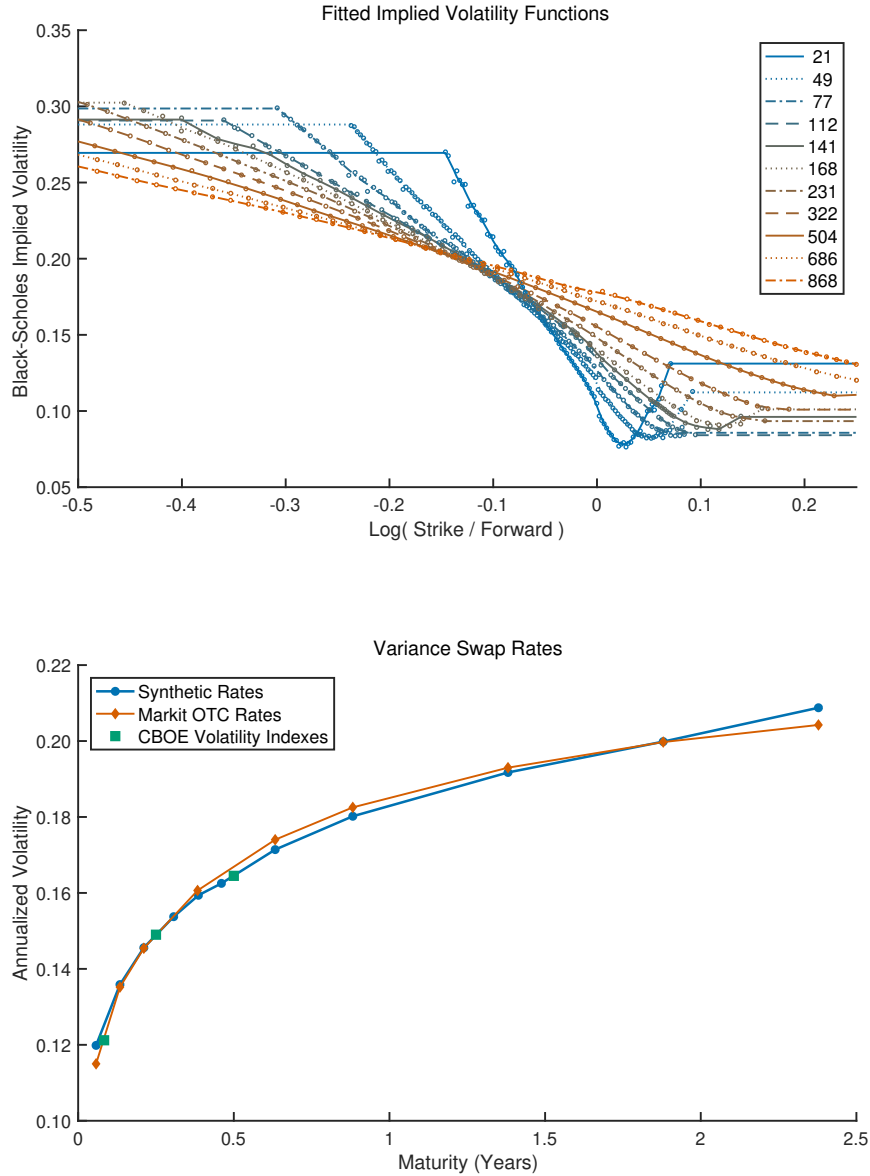 Fitted Implied Volatility Functions
0.35
0.30
0.25
0.20
0.15
0.10
0.05
Black-Scholes Implied Volatility
21
49
77
112
141
168
231
322
504
686
868
-0.5 -0.4 -0.3 -0.2 -0.1 0 0.1 0.2
Log( Strike / Forward )
Variance Swap Rates
0.22
0.20
0.18
0.16
0.14
0.12
0.10
Annualized Volatility
Synthetic Rates
Markit OTC Rates
CBOE Volatility Indexes
0 0.5 1 1.5 2 2.5
Maturity (Years)